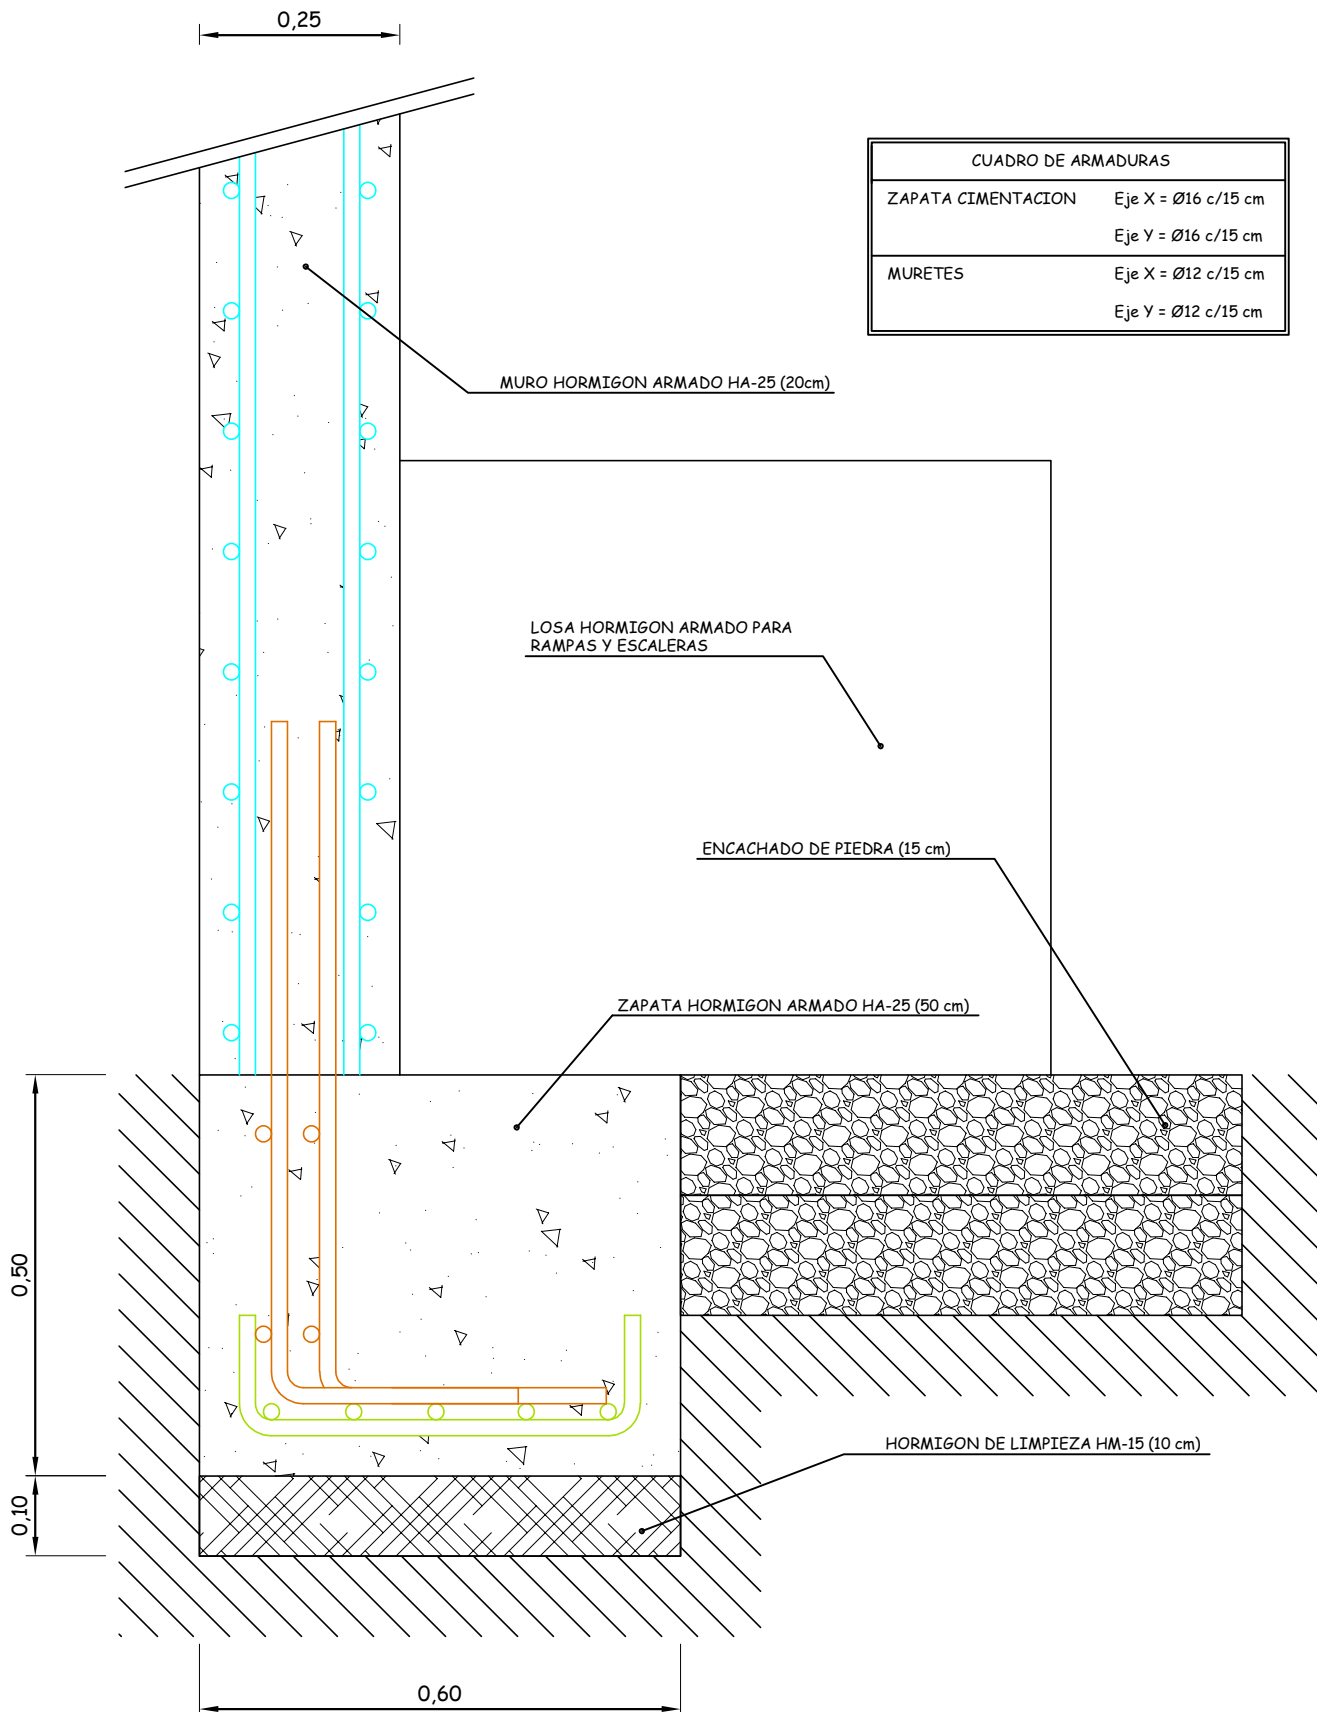 0,25
CUADRO DE ARMADURAS
ZAPATA CIMENTACION Eje X = Ø16 c/15 cm
Eje Y = Ø16 c/15 cm
MURETES Eje X = Ø12 c/15 cm
Eje Y = Ø12 c/15 cm
MURO HORMIGON ARMADO HA-25 (20cm)
LOSA HORMIGON ARMADO PARA
RAMPAS Y ESCALERAS
ENCACHADO DE PIEDRA (15 cm)
ZAPATA HORMIGON ARMADO HA-25 (50 cm)
0,50
HORMIGON DE LIMPIEZA HM-15 (10 cm)
0,10
0,60